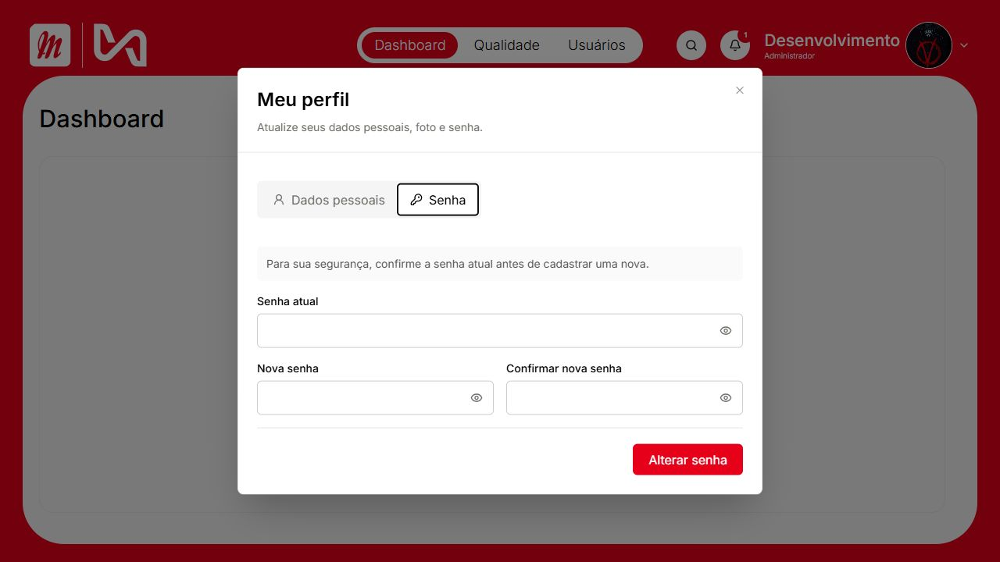 m
Dashboard
Qualidade
Usuários
1
Desenvolvimento
Administrador
Dashboard
Meu perfil
Atualize seus dados pessoais, foto e senha.
Dados pessoais
Senha
Para sua segurança, confirme a senha atual antes de cadastrar uma nova.
Senha atual
Nova senha
Confirmar nova senha
Alterar senha